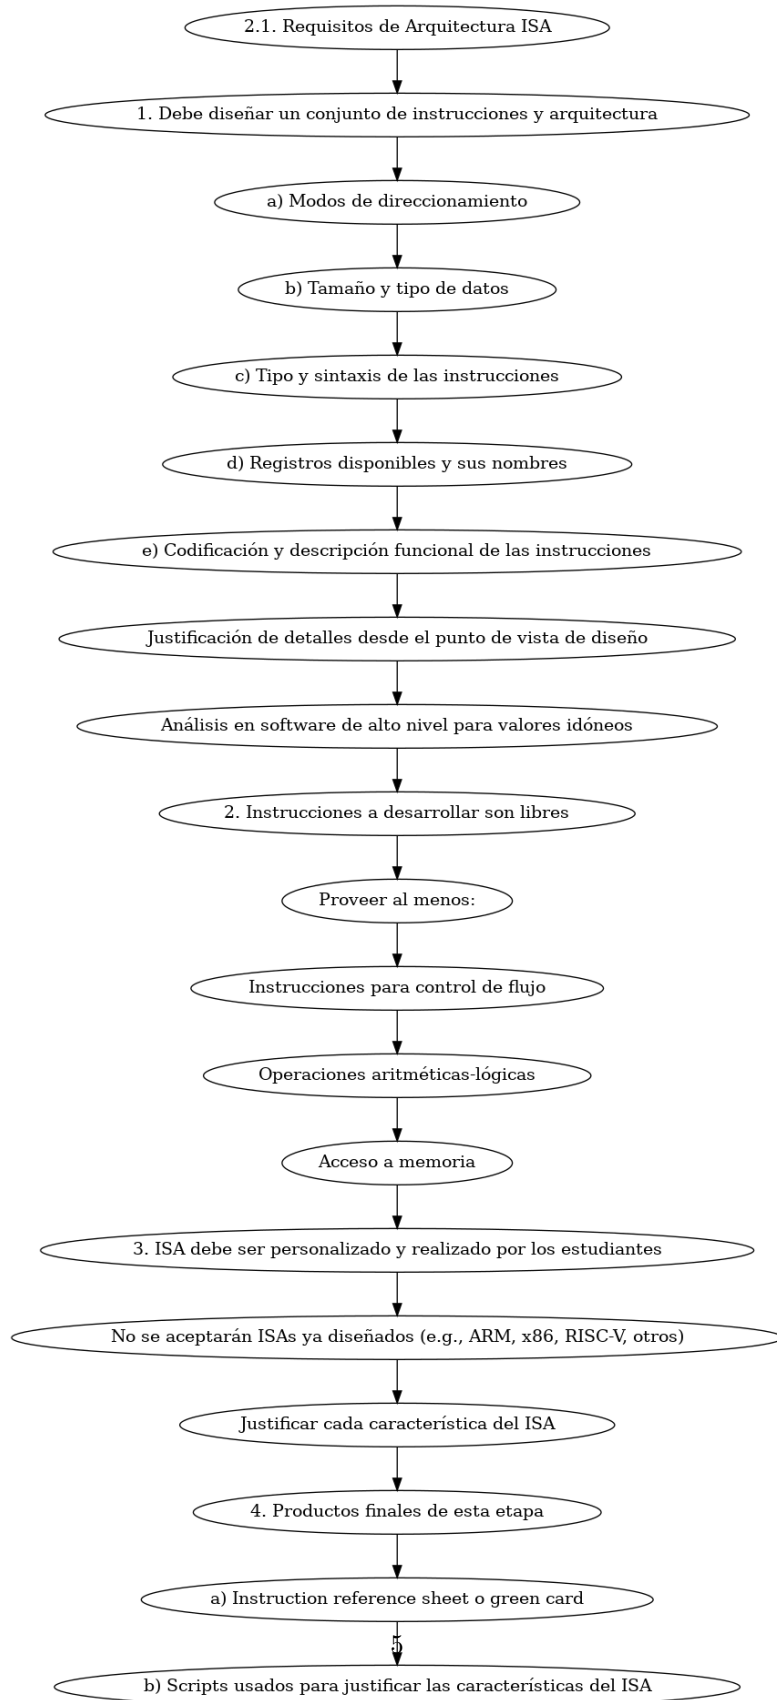 2.1. Requisitos de Arquitectura ISA
1. Debe diseñar un conjunto de instrucciones y arquitectura
a) Modos de direccionamiento
b) Tamaño y tipo de datos
c) Tipo y sintaxis de las instrucciones
d) Registros disponibles y sus nombres
e) Codificación y descripción funcional de las instrucciones
Justificación de detalles desde el punto de vista de diseño
Análisis en software de alto nivel para valores idóneos
2. Instrucciones a desarrollar son libres
Proveer al menos:
Instrucciones para control de flujo
Operaciones aritméticas-lógicas
Acceso a memoria
3. ISA debe ser personalizado y realizado por los estudiantes
No se aceptarán ISAs ya diseñados (e.g., ARM, x86, RISC-V, otros)
Justificar cada característica del ISA
4. Productos finales de esta etapa
a) Instruction reference sheet o green card
5
b) Scripts usados para justificar las características del ISA